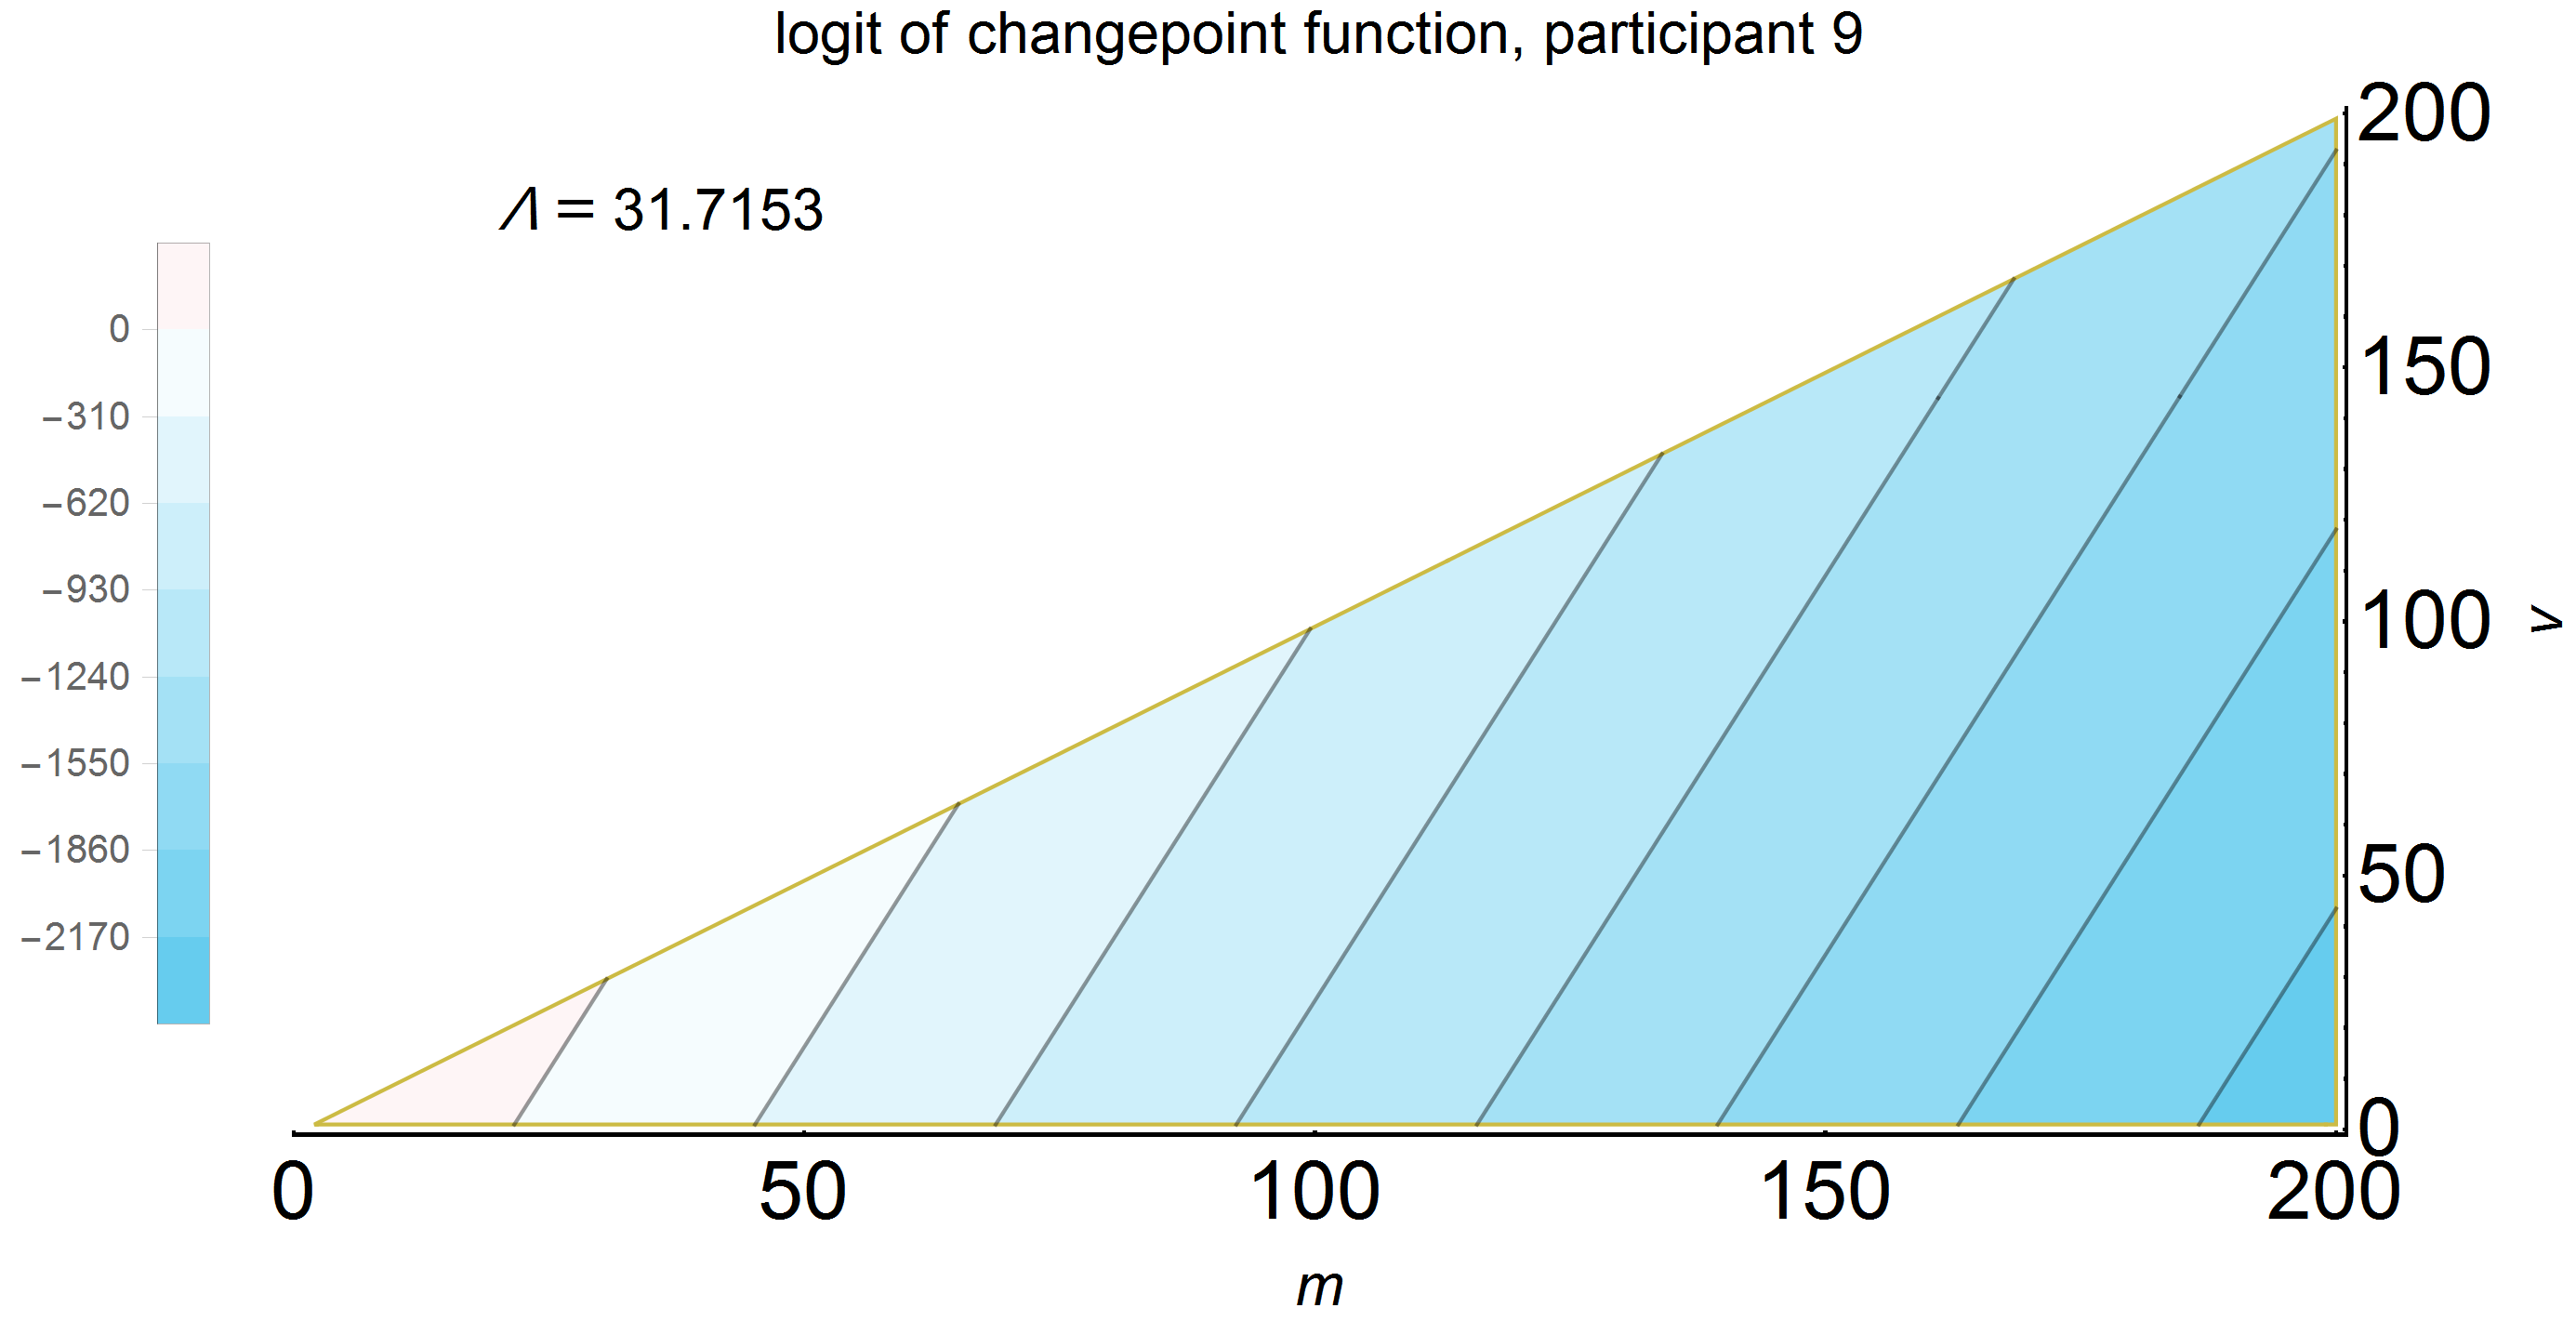 logit of changepoint function, participant 9
Λ = 31.7153
0
−310
−620
−930
−1240
−1550
−1860
−2170
200
150
100
50
0
v
0 50 100 150 200
m